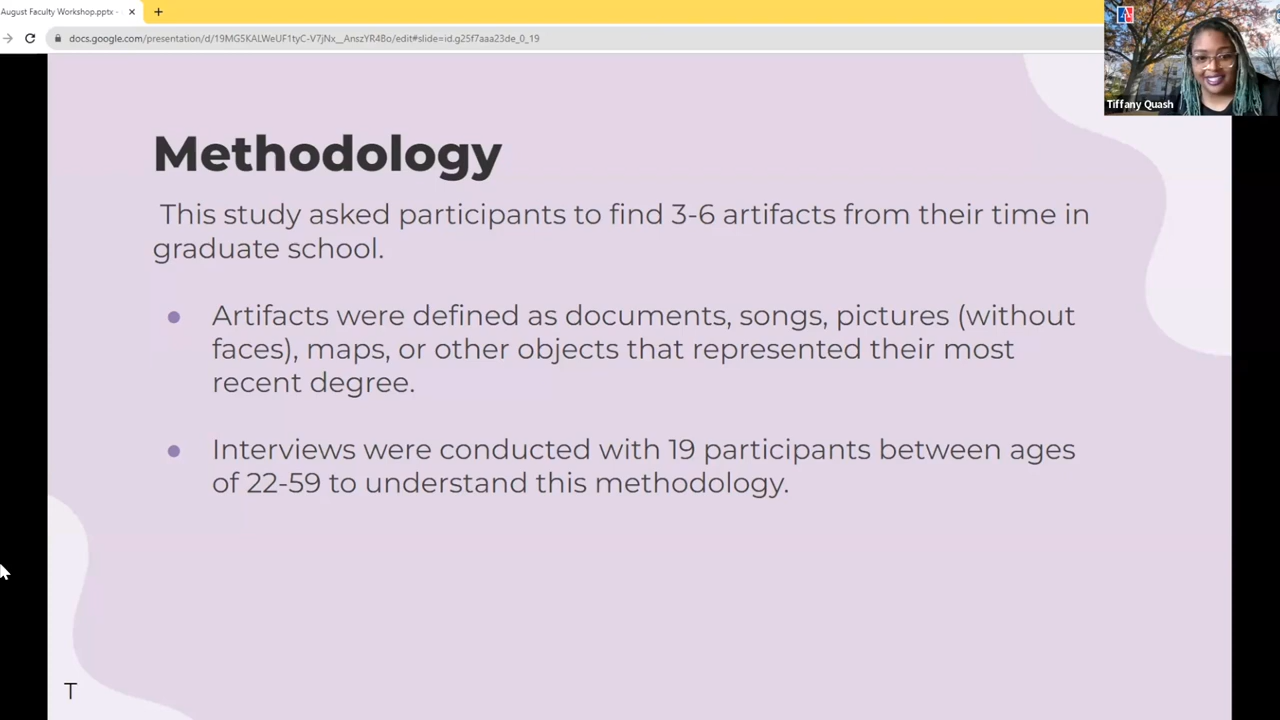 August Faculty Workshop.pptx -
docs.google.com/presentation/d/19MG5KALWeUF1tyC-V7jNx__AnszYR4Bo/edit#slide=id.g25f7aaa23de_0_19
Tiffany Quash
Methodology
This study asked participants to find 3-6 artifacts from their time in
graduate school.
Artifacts were defined as documents, songs, pictures (without
faces), maps, or other objects that represented their most
recent degree.
Interviews were conducted with 19 participants between ages
of 22-59 to understand this methodology.
T